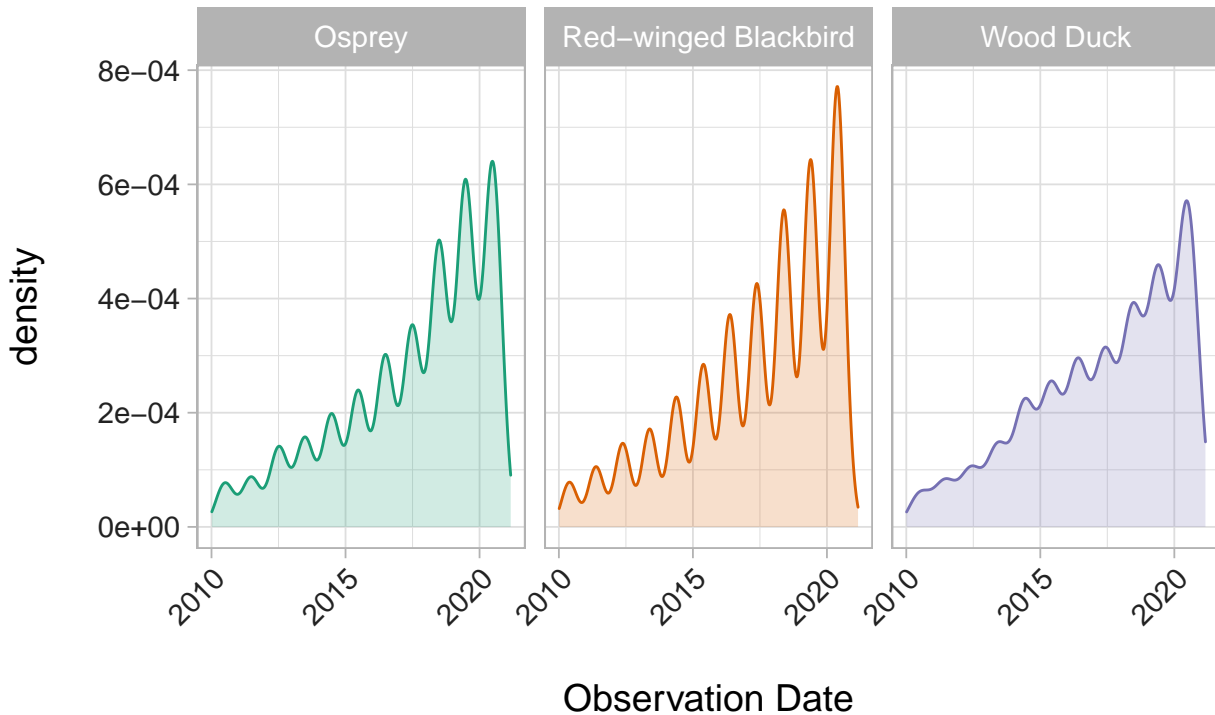 Osprey
Red−winged Blackbird
Wood Duck
8e−04
6e−04
4e−04
2e−04
0e+00
density
2010
2015
2020
2010
2015
2020
2010
2015
2020
Observation Date